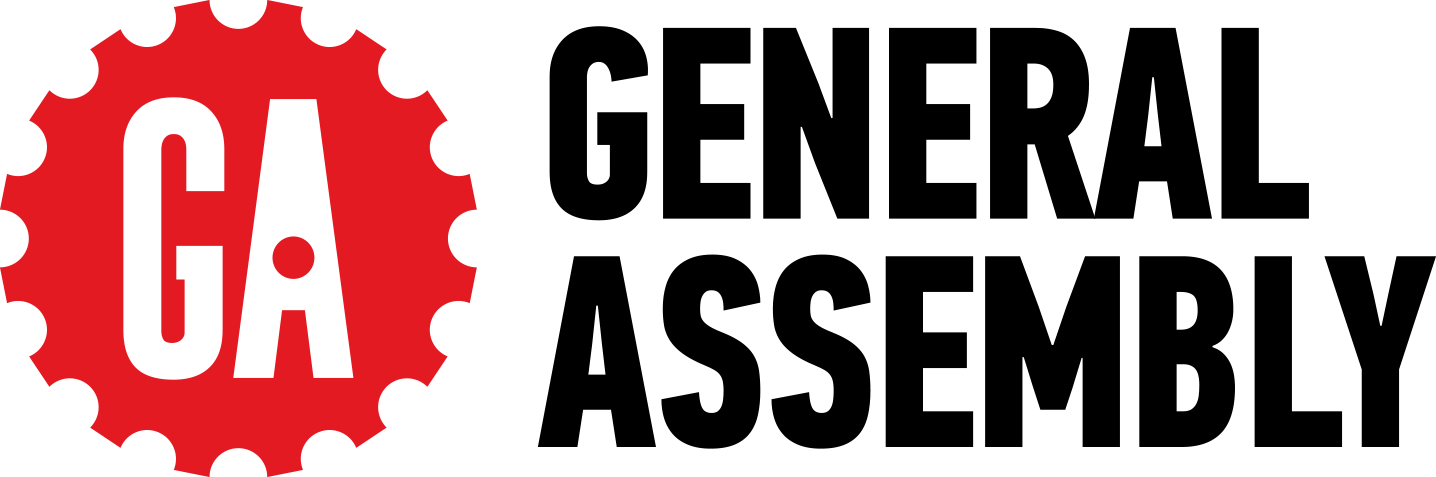 GA
GENERAL
ASSEMBLY